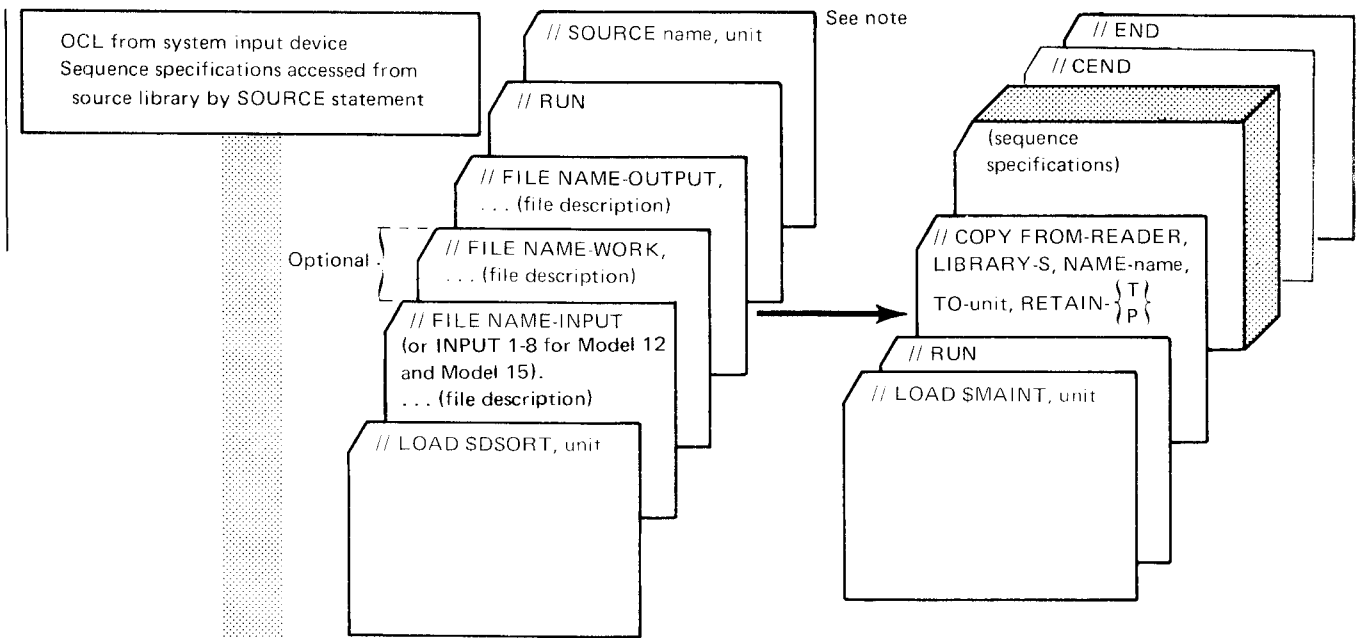 OCL from system input device
Sequence specifications accessed from
source library by SOURCE statement
// SOURCE name, unit
See note
// RUN
// FILE NAME-OUTPUT,
. . . (file description)
Optional
// FILE NAME-WORK,
. . . (file description)
// FILE NAME-INPUT
(or INPUT 1-8 for Model 12
and Model 15).
. . . (file description)
// LOAD $DSORT, unit
// END
// CEND
(sequence
specifications)
// COPY FROM-READER,
LIBRARY-S, NAME-name,
TO-unit, RETAIN- { T
P }
// RUN
// LOAD $MAINT, unit